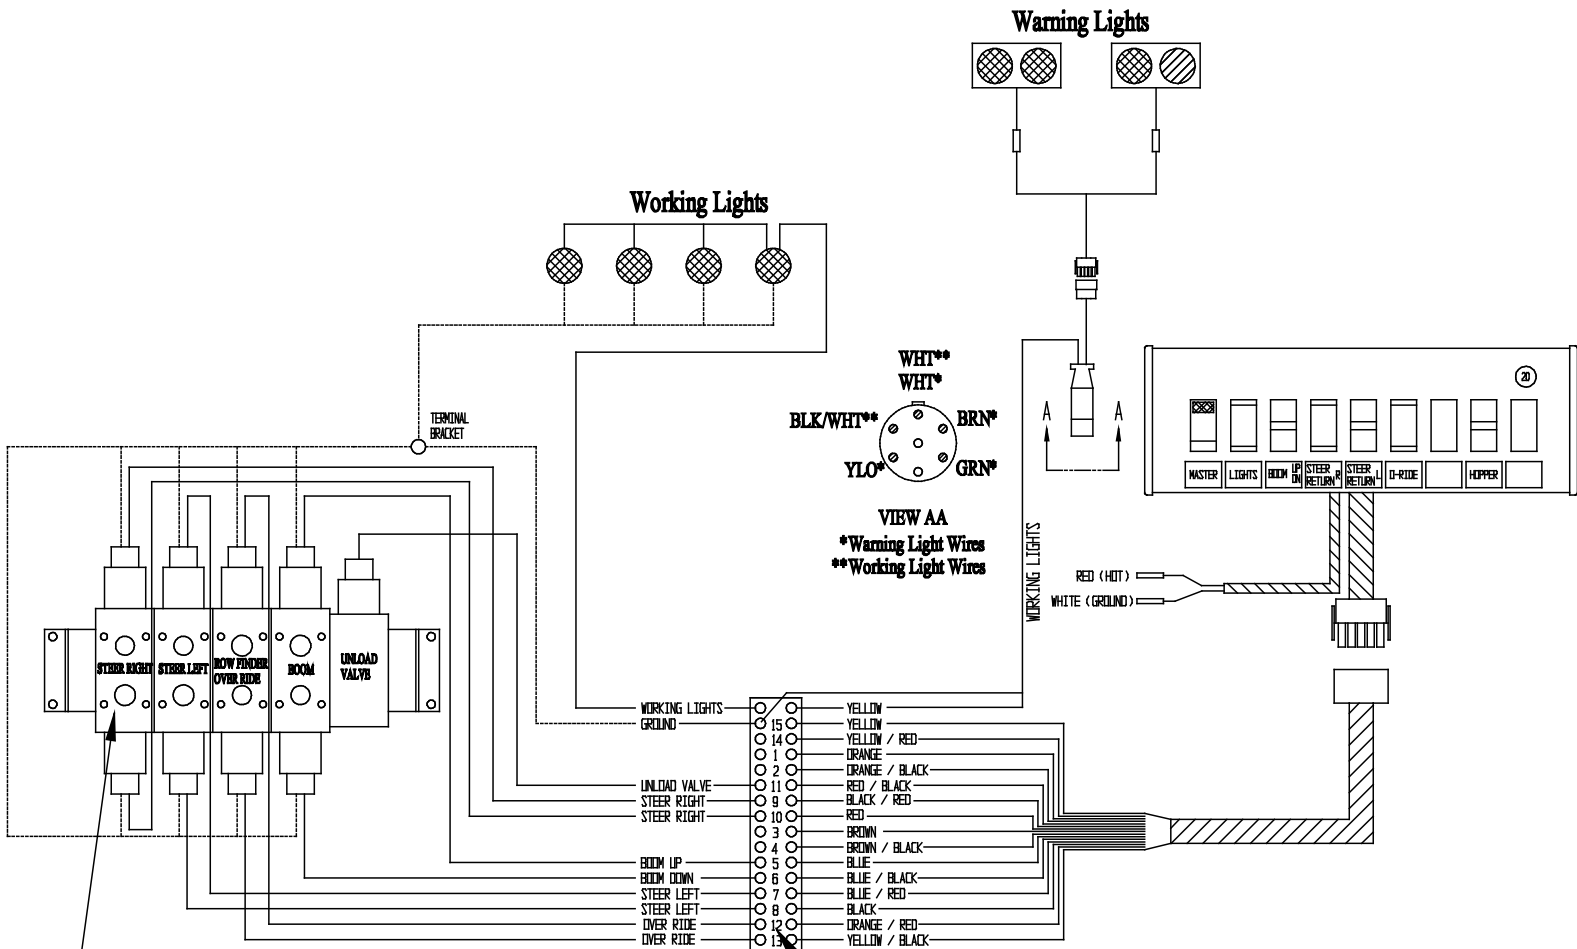 Warning Lights
Working Lights
WHT**
WHT*
BLK/WHT**
BRN*
YLO*
GRN*
VIEW AA
*Warning Light Wires
**Working Light Wires
A
A
20
MASTER
LIGHTS
BOOM UP DN
STEER RETURN R
STEER RETURN L
O-RIDE
HOPPER
TERMINAL
BRACKET
WORKING LIGHTS
RED (HOT)
WHITE (GROUND)
STEER RIGHT
STEER LEFT
ROW FINDER
OVER RIDE
BOOM
UNLOAD
VALVE
WORKING LIGHTS YELLOW
GROUND 15 YELLOW
14 YELLOW / RED
1 ORANGE
2 ORANGE / BLACK
UNLOAD VALVE 11 RED / BLACK
STEER RIGHT 9 BLACK / RED
STEER RIGHT 10 RED
3 BROWN
4 BROWN / BLACK
BOOM UP 5 BLUE
BOOM DOWN 6 BLUE / BLACK
STEER LEFT 7 BLUE / RED
STEER LEFT 8 BLACK
OVER RIDE 12 ORANGE / RED
OVER RIDE 13 YELLOW / BLACK